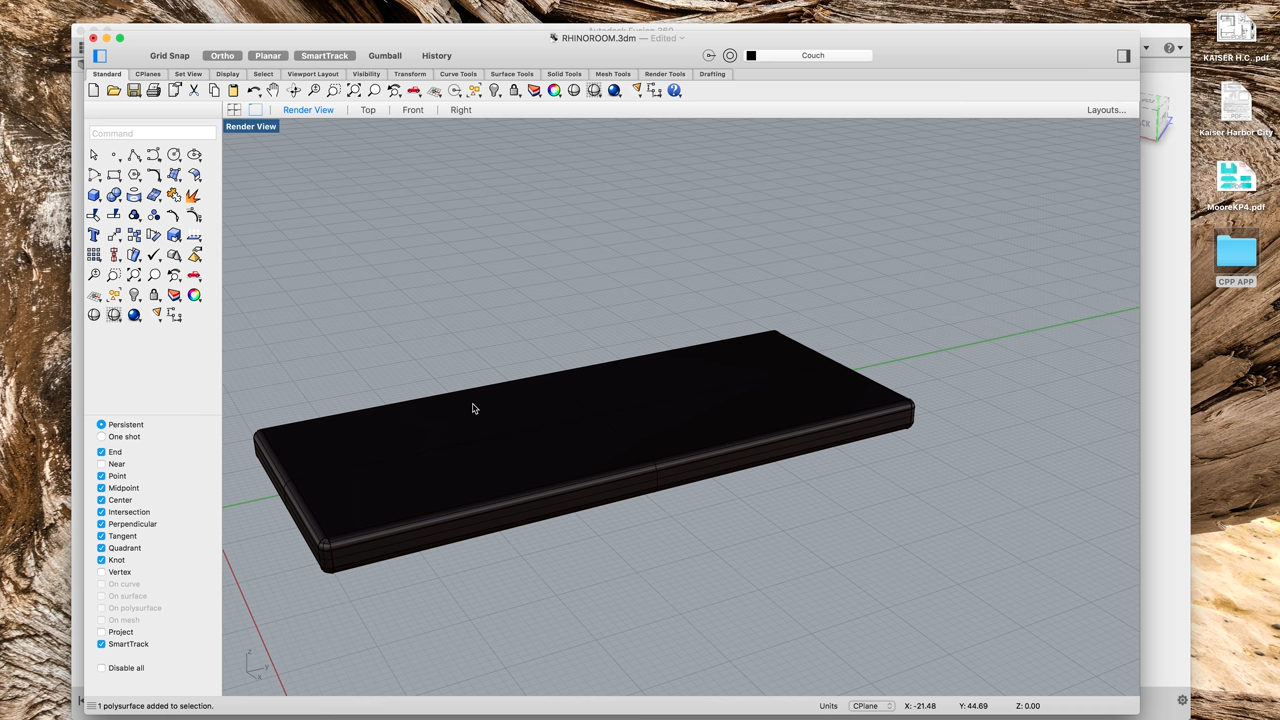 RHINOROOM.3dm — Edited
Grid Snap Ortho Planar SmartTrack Gumball History Couch
Standard CPlanes Set View Display Select Viewport Layout Visibility Transform Curve Tools Surface Tools Solid Tools Mesh Tools Render Tools Drafting
Render View Top Front Right Layouts...
Render View
Command
Persistent
One shot
End
Near
Point
Midpoint
Center
Intersection
Perpendicular
Tangent
Quadrant
Knot
Vertex
On curve
On surface
On polysurface
On mesh
Project
SmartTrack
Disable all
z
y
x
1 polysurface added to selection.
Units CPlane X: -21.48 Y: 44.69 Z: 0.00
Z
KAISER H.C..pdf
Kaiser Harbor City
MooreKP4.pdf
CPP APP